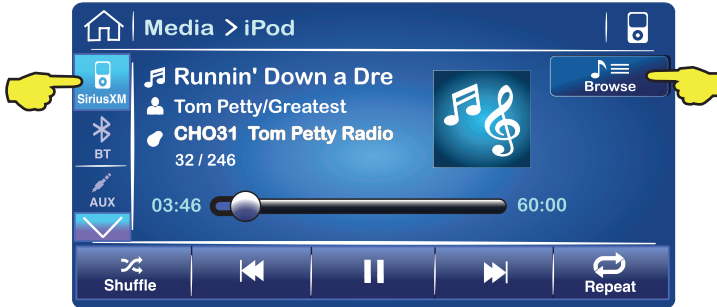 Media > iPod
SiriusXM
BT
AUX
Runnin' Down a Dre
Tom Petty/Greatest
CHO31 Tom Petty Radio
32 / 246
03:46
60:00
Browse
Shuffle
Repeat